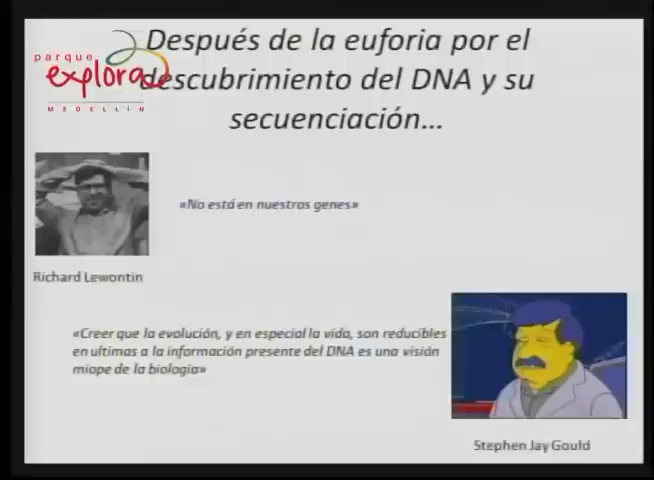 Después de la euforia por el
descubrimiento del DNA y su
secuenciación...
parque
explora
MEDELLÍN
«No está en nuestros genes»
Richard Lewontin
«Creer que la evolución, y en especial la vida, son reducibles
en ultimas a la información presente del DNA es una visión
miope de la biología»
Stephen Jay Gould